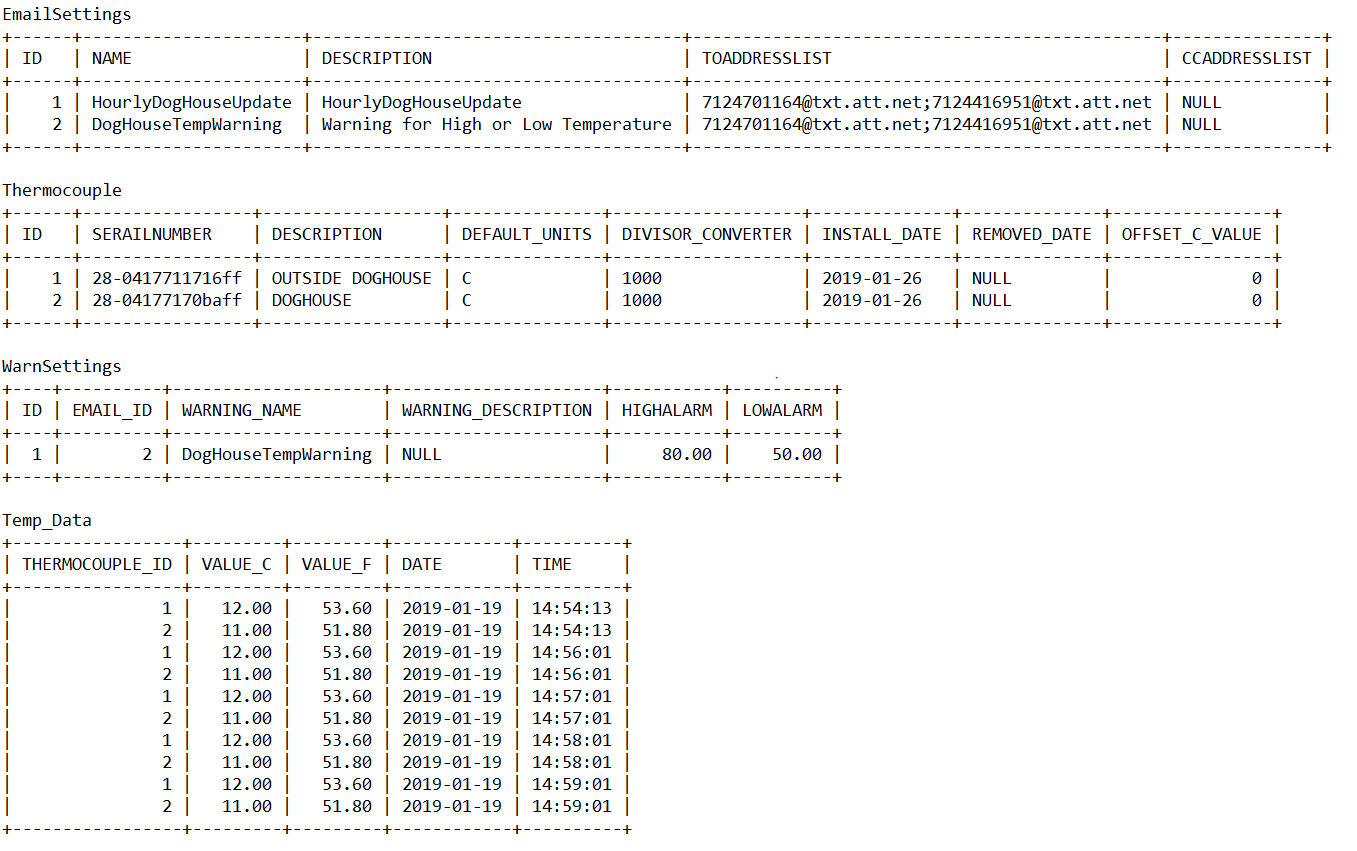 EmailSettings
+------+----------------------+-------------------------------------+-----------------------------------------------+---------------+
| ID   | NAME                 | DESCRIPTION                         | TOADDRESSLIST                                 | CCADDRESSLIST |
+------+----------------------+-------------------------------------+-----------------------------------------------+---------------+
|    1 | HourlyDogHouseUpdate | HourlyDogHouseUpdate                | 7124701164@txt.att.net;7124416951@txt.att.net | NULL          |
|    2 | DogHouseTempWarning  | Warning for High or Low Temperature | 7124701164@txt.att.net;7124416951@txt.att.net | NULL          |
+------+----------------------+-------------------------------------+-----------------------------------------------+---------------+
Thermocouple
+------+-----------------+------------------+---------------+-------------------+--------------+--------------+----------------+
| ID   | SERAILNUMBER    | DESCRIPTION      | DEFAULT_UNITS | DIVISOR_CONVERTER | INSTALL_DATE | REMOVED_DATE | OFFSET_C_VALUE |
+------+-----------------+------------------+---------------+-------------------+--------------+--------------+----------------+
|    1 | 28-0417711716ff | OUTSIDE DOGHOUSE | C             | 1000              | 2019-01-26   | NULL         |              0 |
|    2 | 28-04177170baff | DOGHOUSE         | C             | 1000              | 2019-01-26   | NULL         |              0 |
+------+-----------------+------------------+---------------+-------------------+--------------+--------------+----------------+
WarnSettings
+----+----------+---------------------+---------------------+-----------+----------+
| ID | EMAIL_ID | WARNING_NAME        | WARNING_DESCRIPTION | HIGHALARM | LOWALARM |
+----+----------+---------------------+---------------------+-----------+----------+
|  1 |        2 | DogHouseTempWarning | NULL                |     80.00 |    50.00 |
+----+----------+---------------------+---------------------+-----------+----------+
Temp_Data
+-----------------+---------+---------+------------+----------+
| THERMOCOUPLE_ID | VALUE_C | VALUE_F | DATE       | TIME     |
+-----------------+---------+---------+------------+----------+
|               1 |   12.00 |   53.60 | 2019-01-19 | 14:54:13 |
|               2 |   11.00 |   51.80 | 2019-01-19 | 14:54:13 |
|               1 |   12.00 |   53.60 | 2019-01-19 | 14:56:01 |
|               2 |   11.00 |   51.80 | 2019-01-19 | 14:56:01 |
|               1 |   12.00 |   53.60 | 2019-01-19 | 14:57:01 |
|               2 |   11.00 |   51.80 | 2019-01-19 | 14:57:01 |
|               1 |   12.00 |   53.60 | 2019-01-19 | 14:58:01 |
|               2 |   11.00 |   51.80 | 2019-01-19 | 14:58:01 |
|               1 |   12.00 |   53.60 | 2019-01-19 | 14:59:01 |
|               2 |   11.00 |   51.80 | 2019-01-19 | 14:59:01 |
+-----------------+---------+---------+------------+----------+